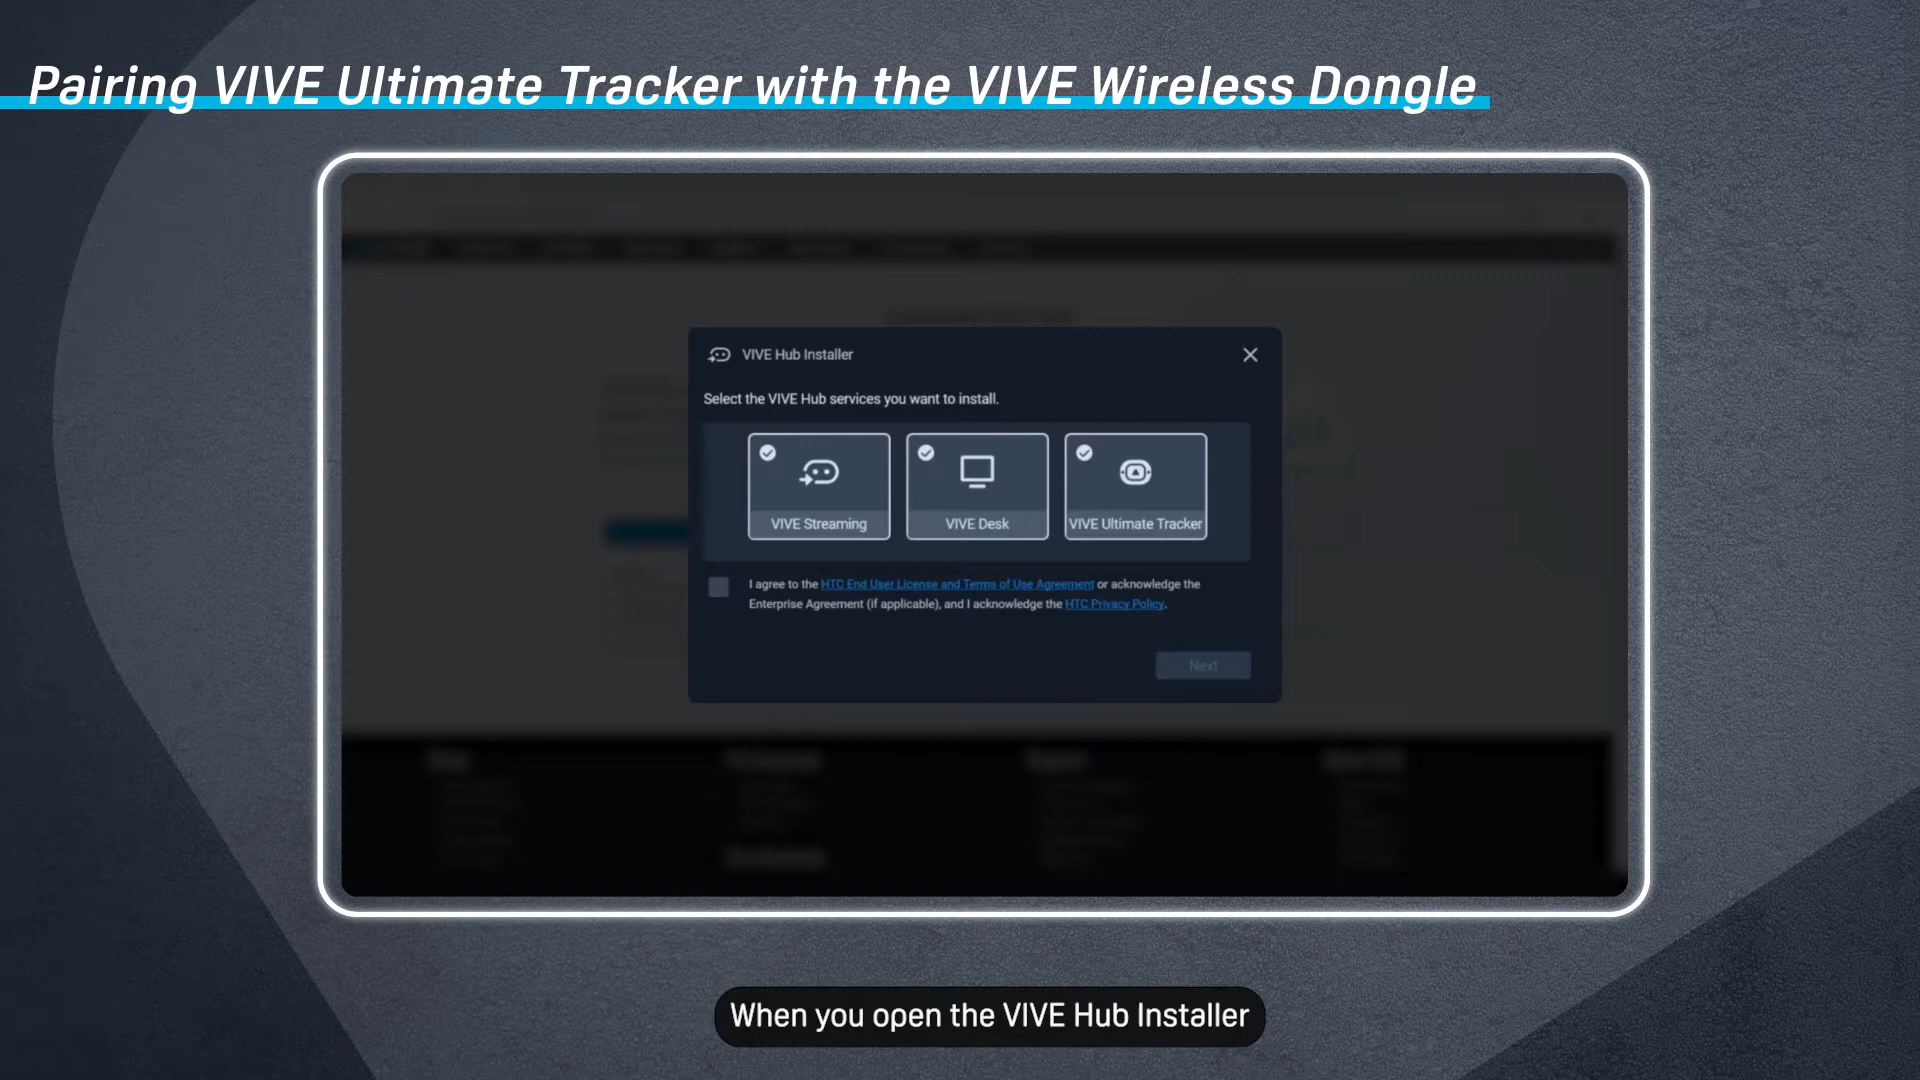 Pairing VIVE Ultimate Tracker with the VIVE Wireless Dongle
VIVE Hub Installer
Select the VIVE Hub services you want to install.
VIVE Streaming
VIVE Desk
VIVE Ultimate Tracker
I agree to the HTC End User License and Terms of Use Agreement or acknowledge the
Enterprise Agreement (if applicable), and I acknowledge the HTC Privacy Policy.
Next
When you open the VIVE Hub Installer